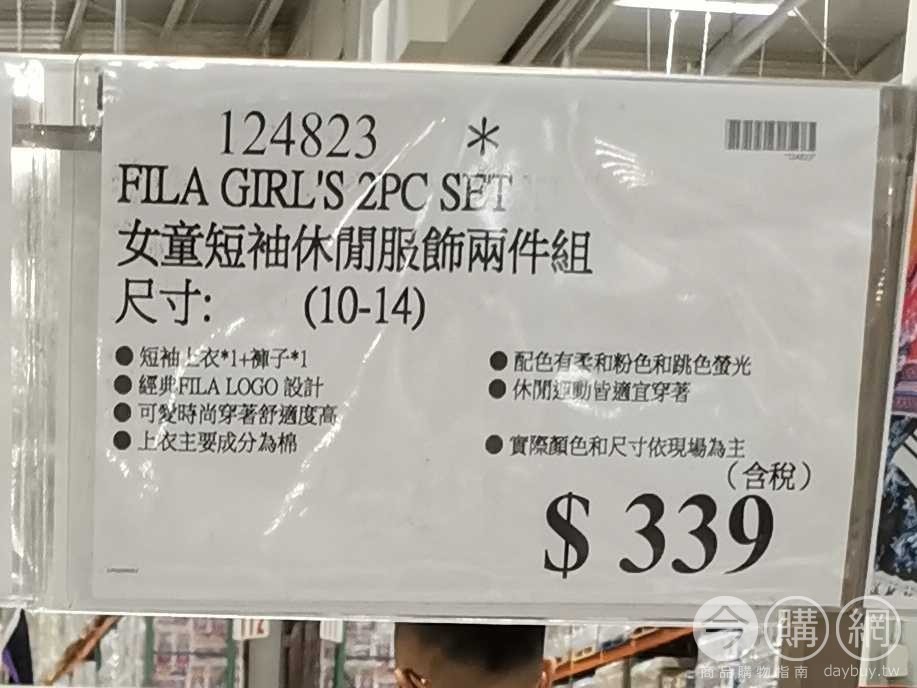 124823 *
"124823"
FILA GIRL'S 2PC SET
女童短袖休閒服飾兩件組
尺寸: (10-14)
● 短袖上衣*1+褲子*1
● 經典FILA LOGO 設計
● 可愛時尚穿著舒適度高
● 上衣主要成分為棉
● 配色有柔和粉色和跳色螢光
● 休閒運動皆適宜穿著
● 實際顏色和尺寸依現場為主
(含稅)
$ 339
今購網
商品購物指南 daybuy.tw